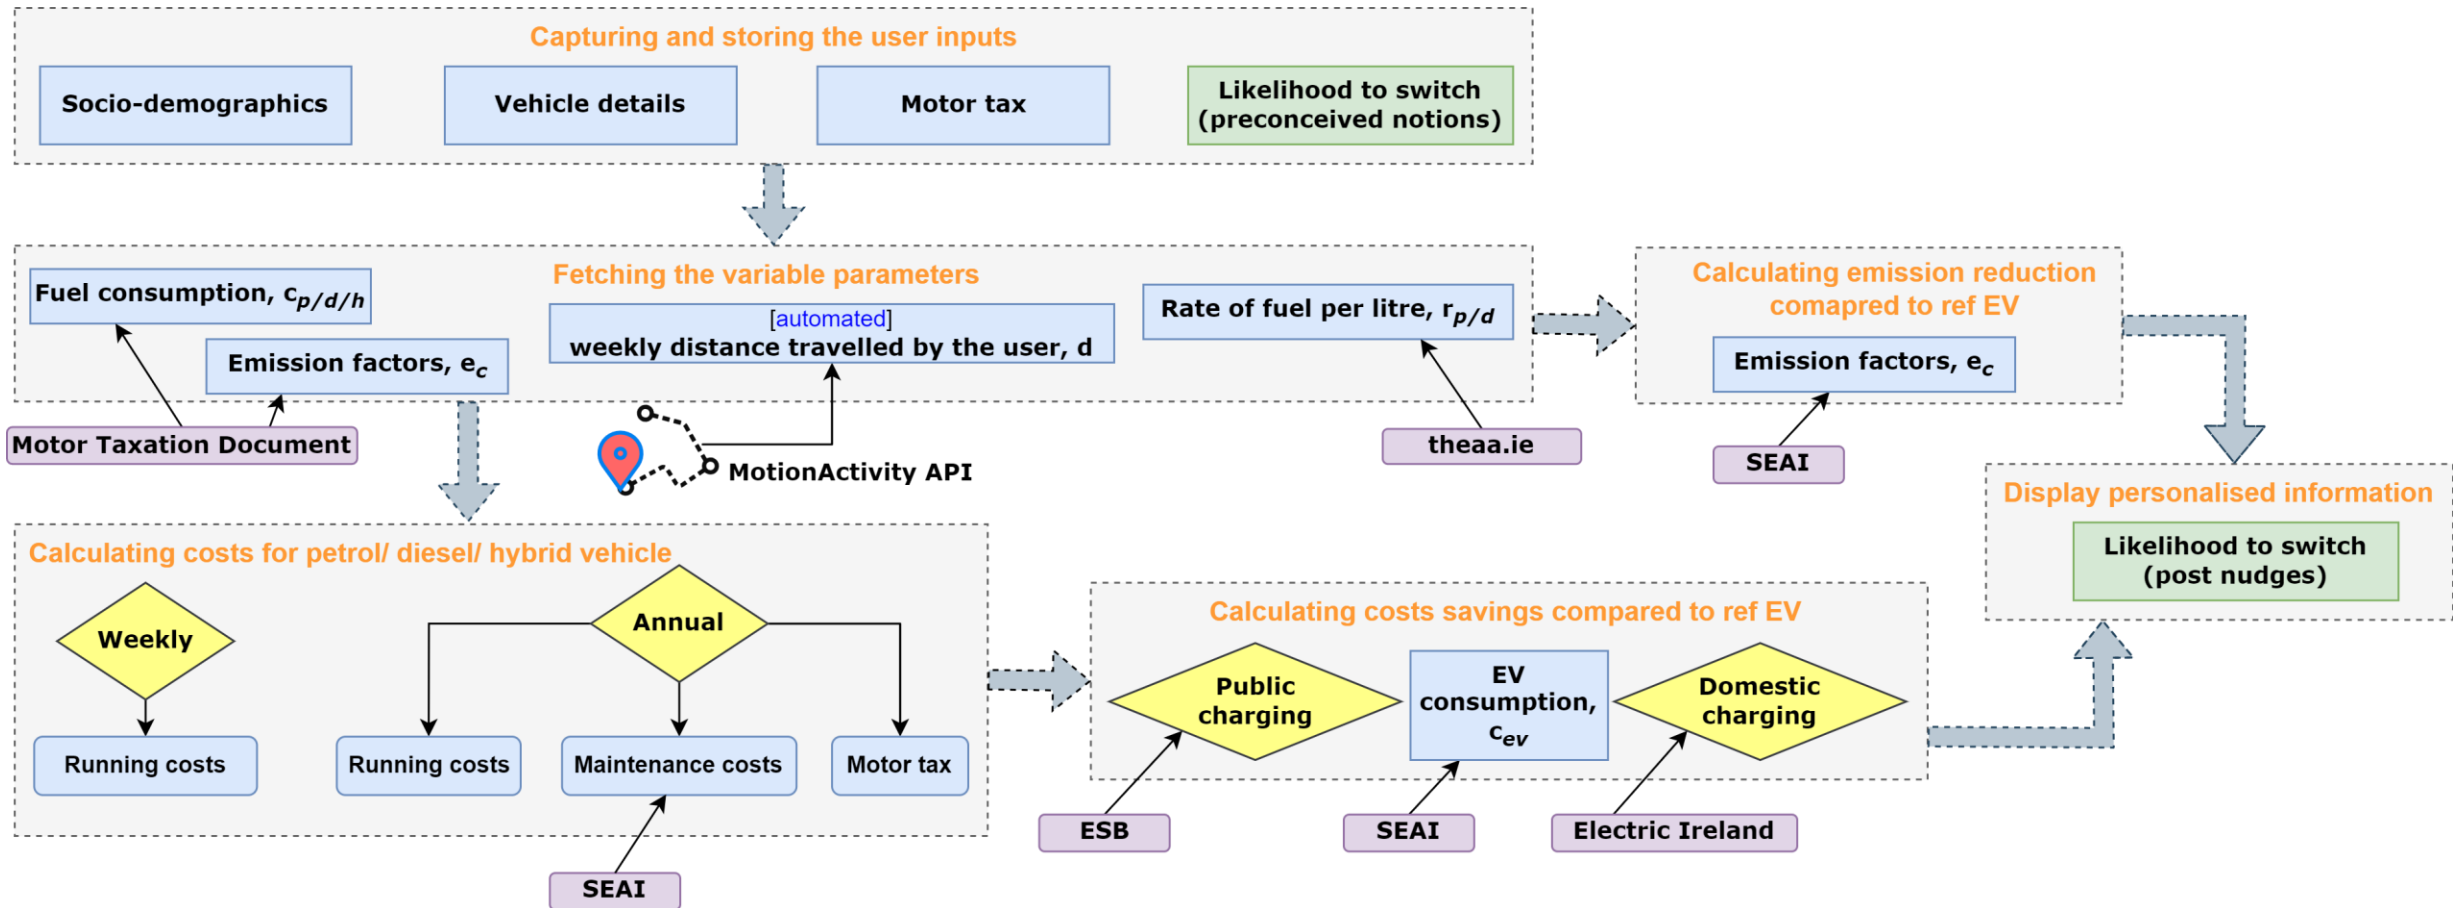 Capturing and storing the user inputs
Socio-demographics
Vehicle details
Motor tax
Likelihood to switch
(preconceived notions)
Fetching the variable parameters
Fuel consumption, c_p/d/h
Emission factors, e_c
[automated]
weekly distance travelled by the user, d
Rate of fuel per litre, r_p/d
Motor Taxation Document
MotionActivity API
theaa.ie
Calculating emission reduction
comapred to ref EV
Emission factors, e_c
SEAI
Display personalised information
Likelihood to switch
(post nudges)
Calculating costs for petrol/ diesel/ hybrid vehicle
Weekly
Annual
Running costs
Running costs
Maintenance costs
Motor tax
SEAI
Calculating costs savings compared to ref EV
Public
charging
EV
consumption,
c_ev
Domestic
charging
ESB
SEAI
Electric Ireland